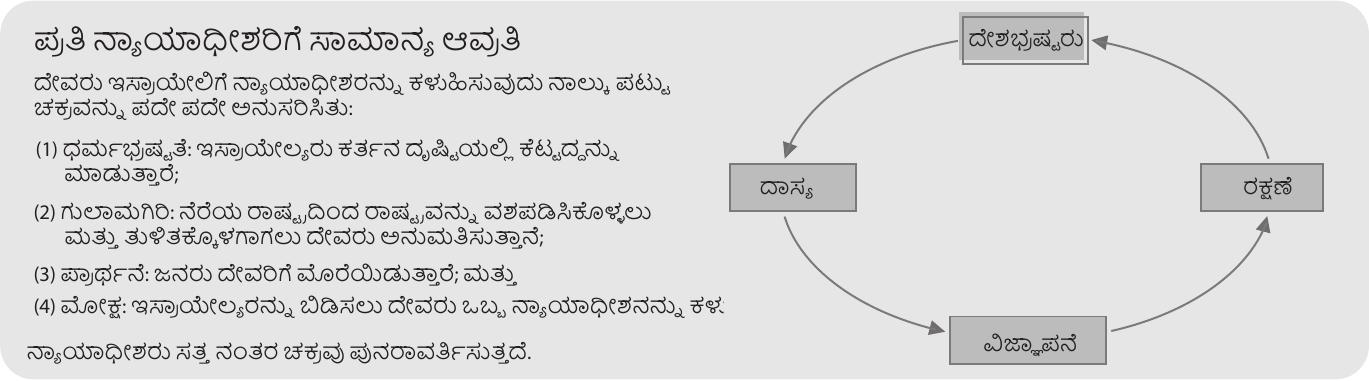 ಪ್ರತಿ ನ್ಯಾಯಾಧೀಶರಿಗೆ ಸಾಮಾನ್ಯ ಆವೃತಿ
ದೇವರು ಇಸ್ರಾಯೇಲಿಗೆ ನ್ಯಾಯಾಧೀಶರನ್ನು ಕಳುಹಿಸುವುದು ನಾಲ್ಕು ಪಟ್ಟು
ಚಕ್ರವನ್ನು ಪದೇ ಪದೇ ಅನುಸರಿಸಿತು:
(1) ಧರ್ಮಭ್ರಷ್ಟತೆ: ಇಸ್ರಾಯೇಲ್ಯರು ಕರ್ತನ ದೃಷ್ಟಿಯಲ್ಲಿ ಕೆಟ್ಟದ್ದನ್ನು
ಮಾಡುತ್ತಾರೆ;
(2) ಗುಲಾಮಗಿರಿ: ನೆರೆಯ ರಾಷ್ಟ್ರದಿಂದ ರಾಷ್ಟ್ರವನ್ನು ವಶಪಡಿಸಿಕೊಳ್ಳಲು
ಮತ್ತು ತುಳಿತಕ್ಕೊಳಗಾಗಲು ದೇವರು ಅನುಮತಿಸುತ್ತಾನೆ;
(3) ಪ್ರಾರ್ಥನೆ: ಜನರು ದೇವರಿಗೆ ಮೊರೆಯಿಡುತ್ತಾರೆ; ಮತ್ತು
(4) ಮೋಕ್ಷ: ಇಸ್ರಾಯೇಲ್ಯರನ್ನು ಬಿಡಿಸಲು ದೇವರು ಒಬ್ಬ ನ್ಯಾಯಾಧೀಶನನ್ನು
ನ್ಯಾಯಾಧೀಶರು ಸತ್ತ ನಂತರ ಚಕ್ರವು ಪುನರಾವರ್ತಿಸುತ್ತದೆ.
ದೇಶಭ್ರಷ್ಟರು
ದಾಸ್ಯ
ರಕ್ಷಣೆ
ವಿಜ್ಞಾಪನೆ